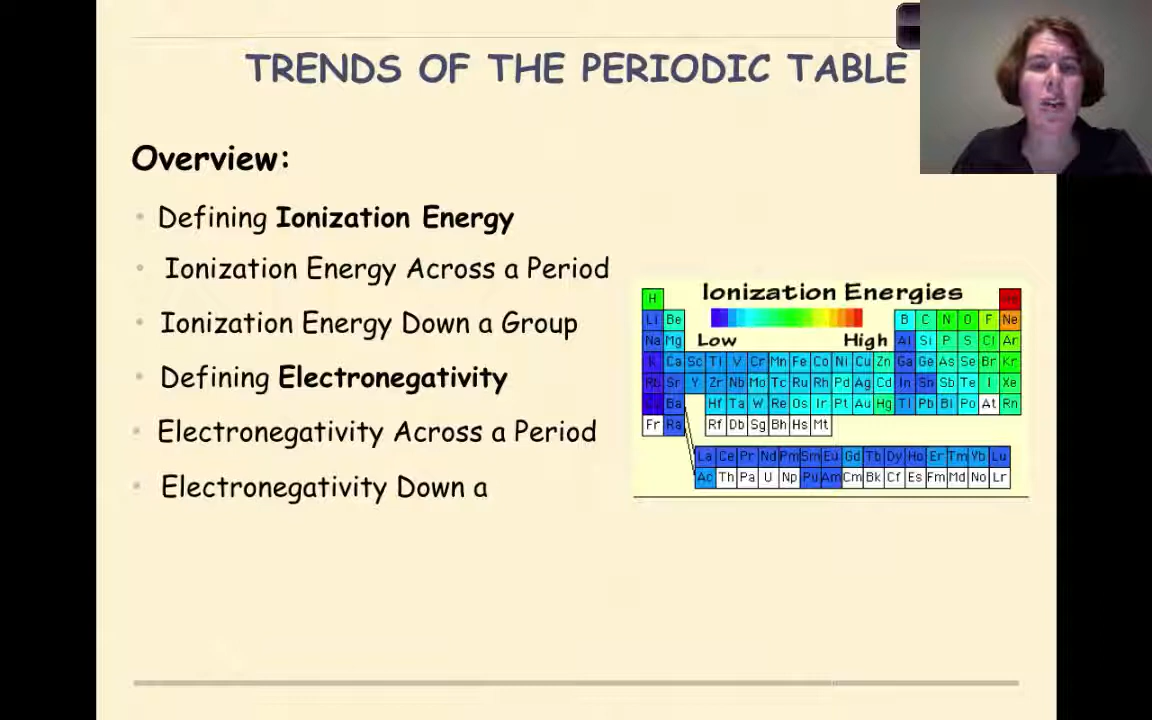 TRENDS OF THE PERIODIC TABLE
Overview:
• Defining Ionization Energy
• Ionization Energy Across a Period
• Ionization Energy Down a Group
• Defining Electronegativity
• Electronegativity Across a Period
• Electronegativity Down a
Ionization Energies
Low High
H He
Li Be B C N O F Ne
Na Mg Al Si P S Cl Ar
K Ca Sc Ti V Cr Mn Fe Co Ni Cu Zn Ga Ge As Se Br Kr
Rb Sr Y Zr Nb Mo Tc Ru Rh Pd Ag Cd In Sn Sb Te I Xe
Ba Hf Ta W Re Os Ir Pt Au Hg Tl Pb Bi Po At Rn
Fr Ra Rf Db Sg Bh Hs Mt
La Ce Pr Nd Pm Sm Eu Gd Tb Dy Ho Er Tm Yb Lu
Ac Th Pa U Np Pu Am Cm Bk Cf Es Fm Md No Lr